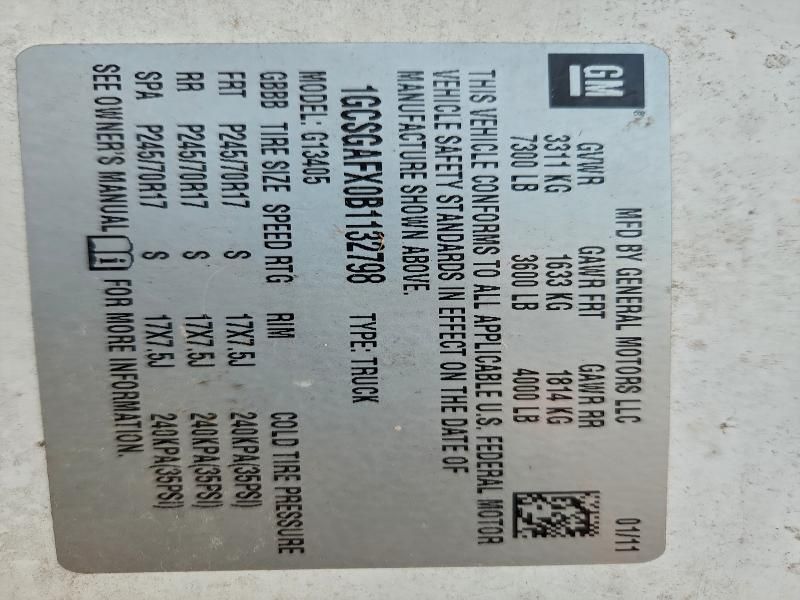 GM®
MFD BY GENERAL MOTORS LLC 01/11
GVWR GAWR FRT GAWR RR
3311 KG 1633 KG 1814 KG
7300 LB 3600 LB 4000 LB
THIS VEHICLE CONFORMS TO ALL APPLICABLE U.S. FEDERAL MOTOR
VEHICLE SAFETY STANDARDS IN EFFECT ON THE DATE OF
MANUFACTURE SHOWN ABOVE.
1GCSGAFX0B1132798 TYPE: TRUCK
MODEL: G13405
GBBB TIRE SIZE SPEED RTG RIM COLD TIRE PRESSURE
FRT P245/70R17 S 17X7.5J 240KPA(35PSI)
RR P245/70R17 S 17X7.5J 240KPA(35PSI)
SPA P245/70R17 S 17X7.5J 240KPA(35PSI)
SEE OWNER'S MANUAL i FOR MORE INFORMATION.